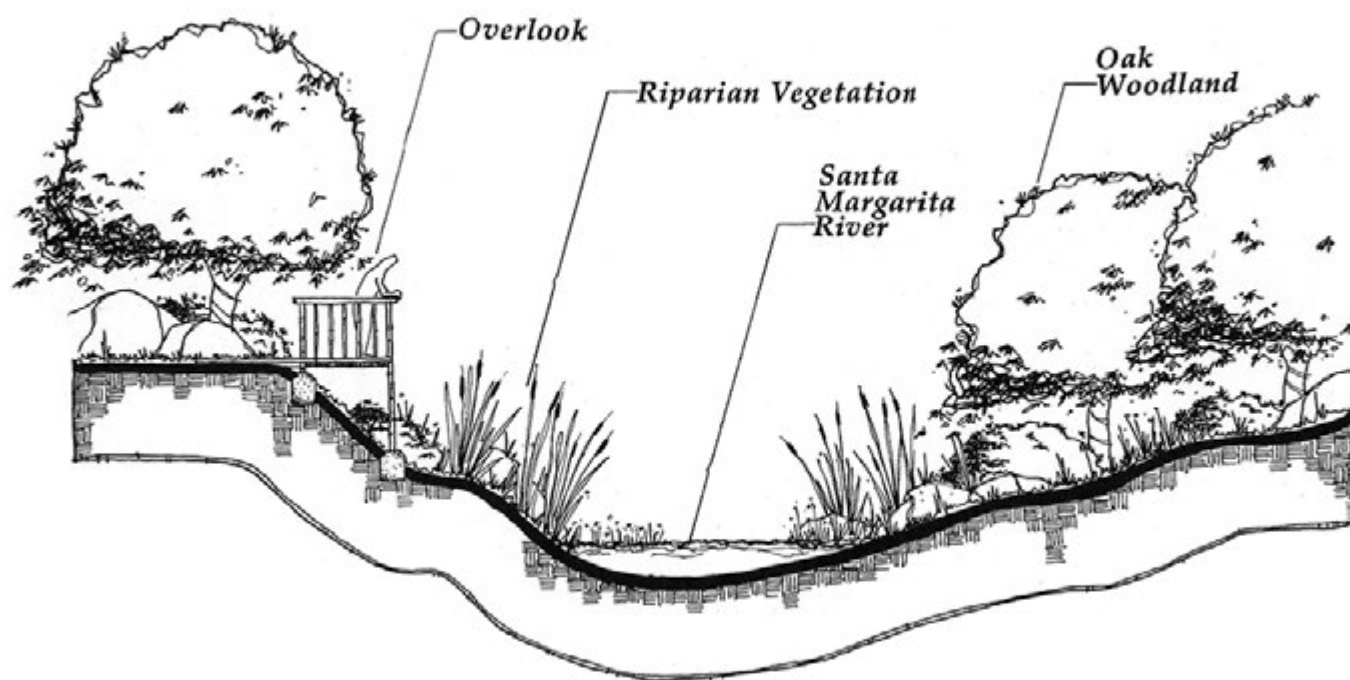 Overlook
Riparian Vegetation
Oak
Woodland
Santa
Margarita
River